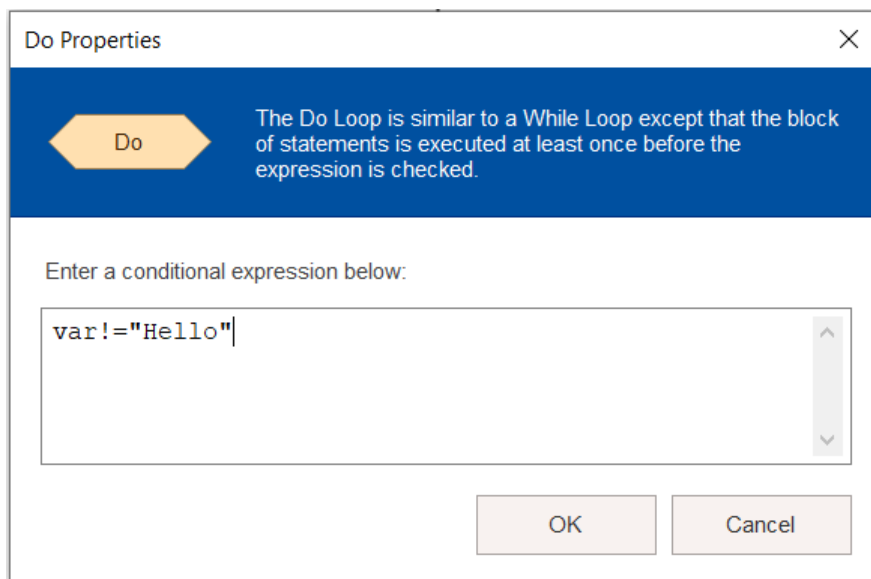 Do Properties
Do
The Do Loop is similar to a While Loop except that the block
of statements is executed at least once before the
expression is checked.
Enter a conditional expression below:
var!="Hello"
OK
Cancel